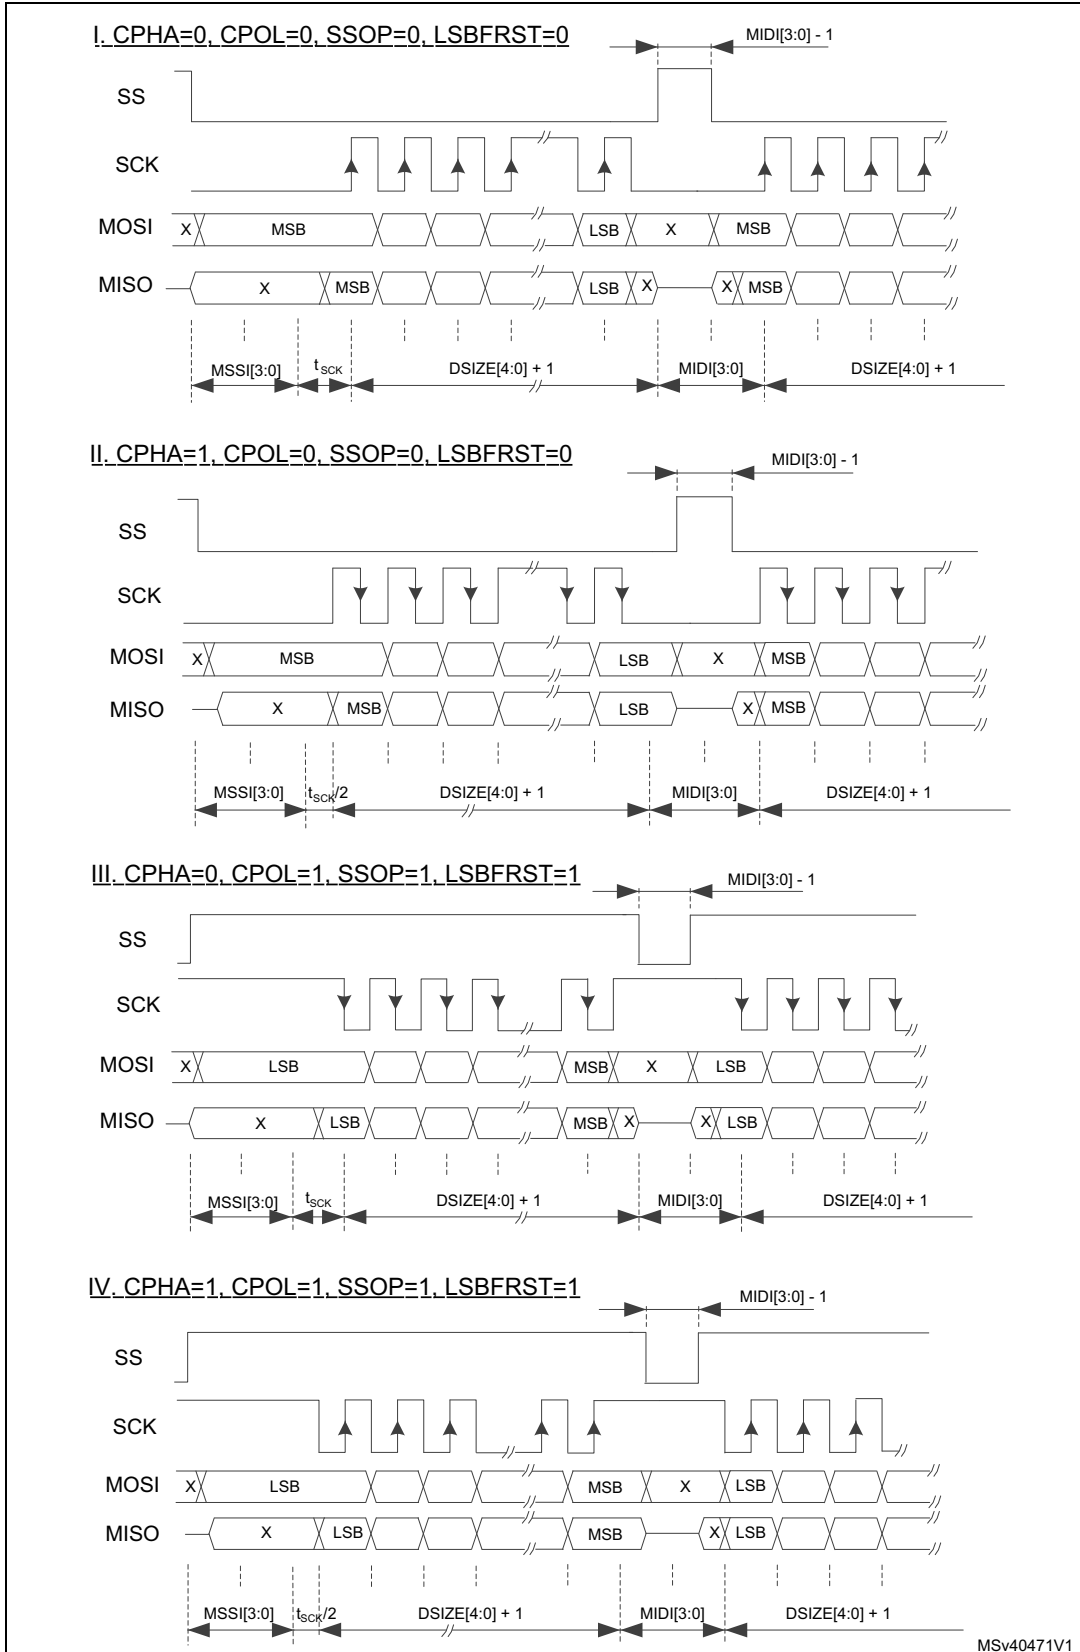 I. CPHA=0, CPOL=0, SSOP=0, LSBFRST=0
MIDI[3:0] - 1
SS
SCK
MOSI X MSB LSB X MSB
MISO X MSB LSB X X MSB
MSSI[3:0] tSCK DSIZE[4:0] + 1 MIDI[3:0] DSIZE[4:0] + 1
II. CPHA=1, CPOL=0, SSOP=0, LSBFRST=0
MIDI[3:0] - 1
SS
SCK
MOSI X MSB LSB X MSB
MISO X MSB LSB X MSB
MSSI[3:0] tSCK/2 DSIZE[4:0] + 1 MIDI[3:0] DSIZE[4:0] + 1
III. CPHA=0, CPOL=1, SSOP=1, LSBFRST=1
MIDI[3:0] - 1
SS
SCK
MOSI X LSB MSB X LSB
MISO X LSB MSB X X LSB
MSSI[3:0] tSCK DSIZE[4:0] + 1 MIDI[3:0] DSIZE[4:0] + 1
IV. CPHA=1, CPOL=1, SSOP=1, LSBFRST=1
MIDI[3:0] - 1
SS
SCK
MOSI X LSB MSB X LSB
MISO X LSB MSB X LSB
MSSI[3:0] tSCK/2 DSIZE[4:0] + 1 MIDI[3:0] DSIZE[4:0] + 1
MSv40471V1